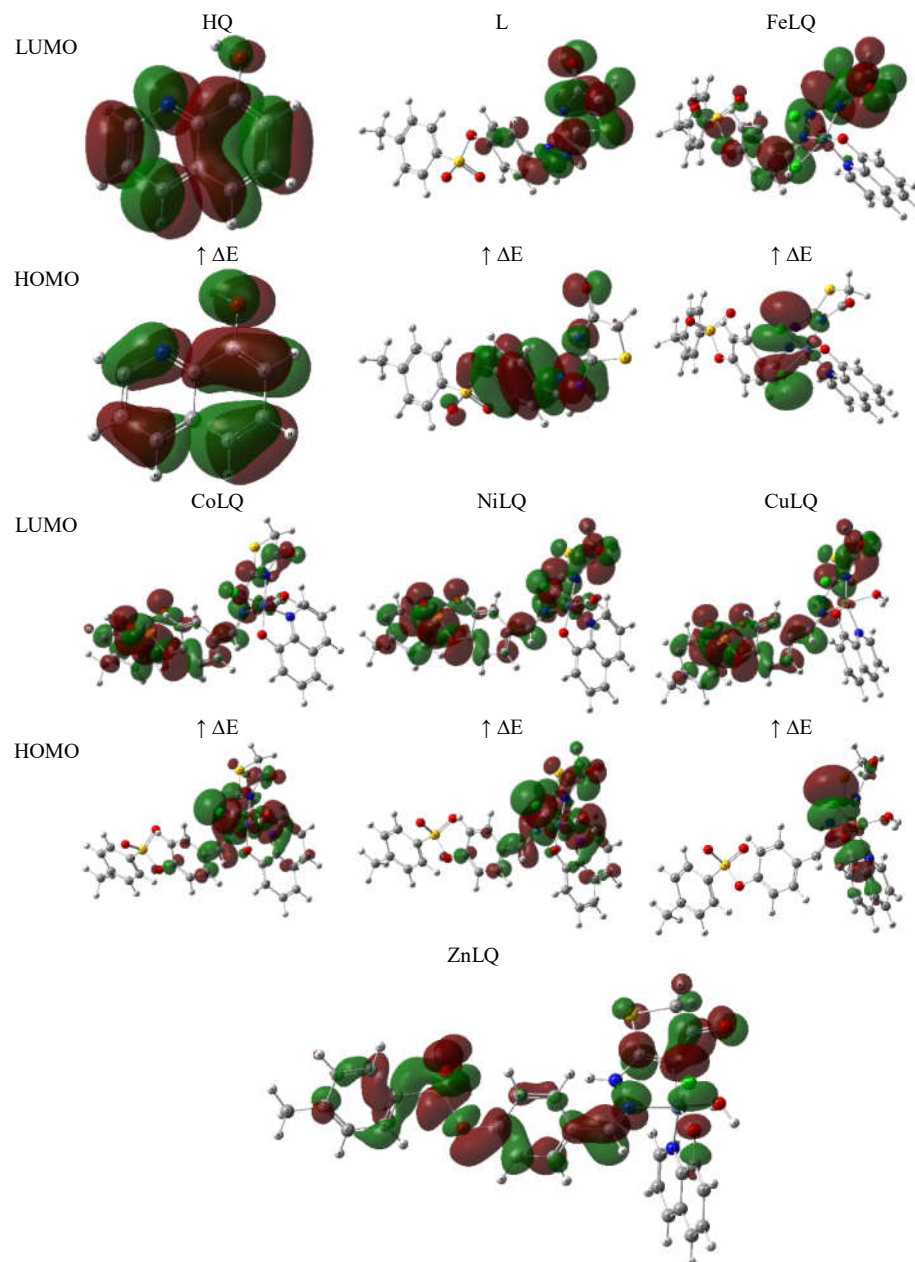 HQ L FeLQ
LUMO
↑ ΔE ↑ ΔE ↑ ΔE
HOMO
CoLQ NiLQ CuLQ
LUMO
↑ ΔE ↑ ΔE ↑ ΔE
HOMO
ZnLQ